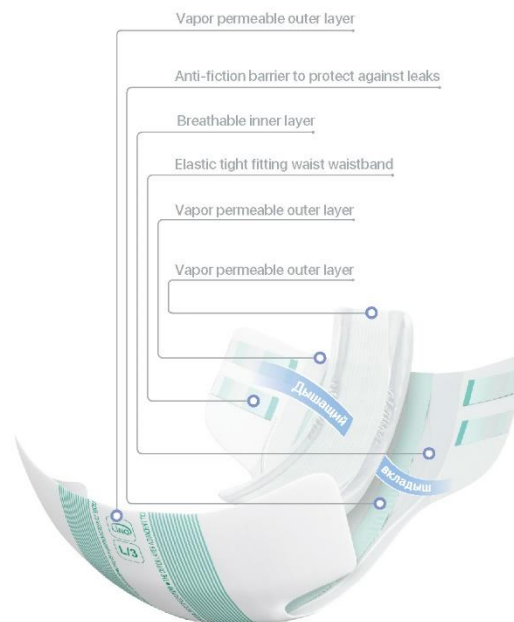 Vapor permeable outer layer
Anti-fiction barrier to protect against leaks
Breathable inner layer
Elastic tight fitting waist waistband
Vapor permeable outer layer
Vapor permeable outer layer
Дышащий
вкладыш
L/3